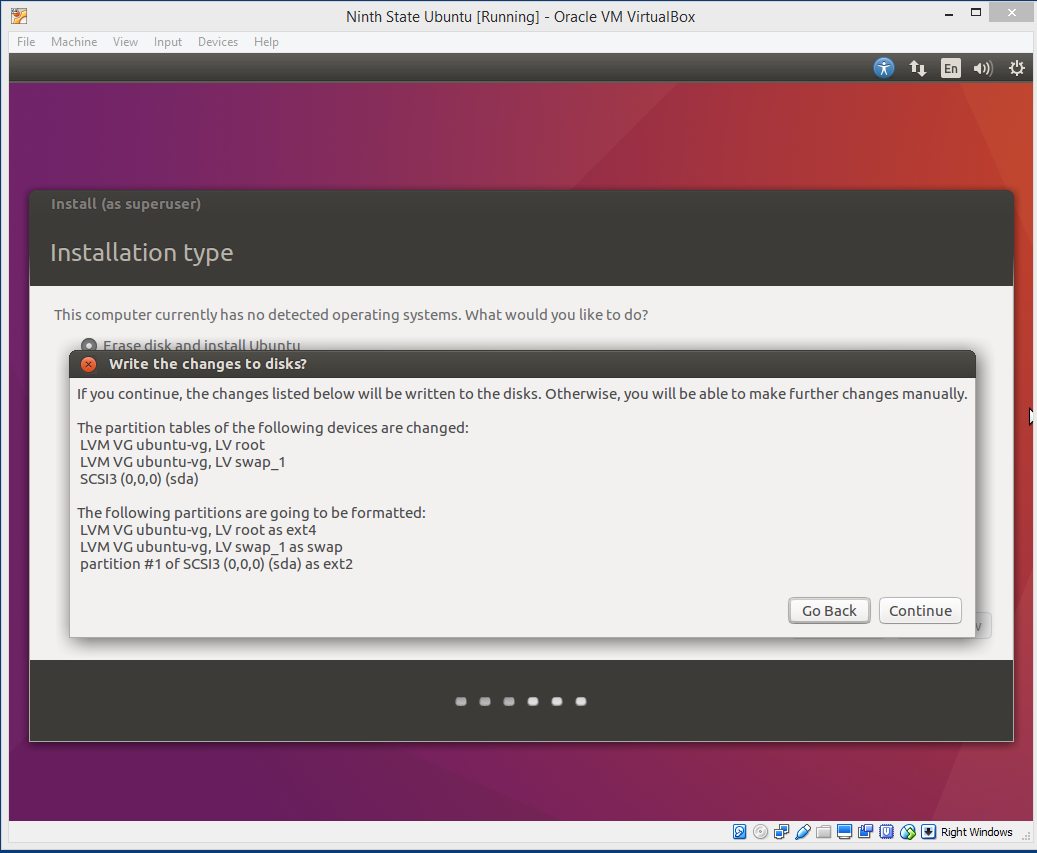 Ninth State Ubuntu [Running] - Oracle VM VirtualBox
File Machine View Input Devices Help
En
Install (as superuser)
Installation type
This computer currently has no detected operating systems. What would you like to do?
Erase disk and install Ubuntu
Write the changes to disks?
If you continue, the changes listed below will be written to the disks. Otherwise, you will be able to make further changes manually.
The partition tables of the following devices are changed:
LVM VG ubuntu-vg, LV root
LVM VG ubuntu-vg, LV swap_1
SCSI3 (0,0,0) (sda)
The following partitions are going to be formatted:
LVM VG ubuntu-vg, LV root as ext4
LVM VG ubuntu-vg, LV swap_1 as swap
partition #1 of SCSI3 (0,0,0) (sda) as ext2
Go Back Continue
Right Windows